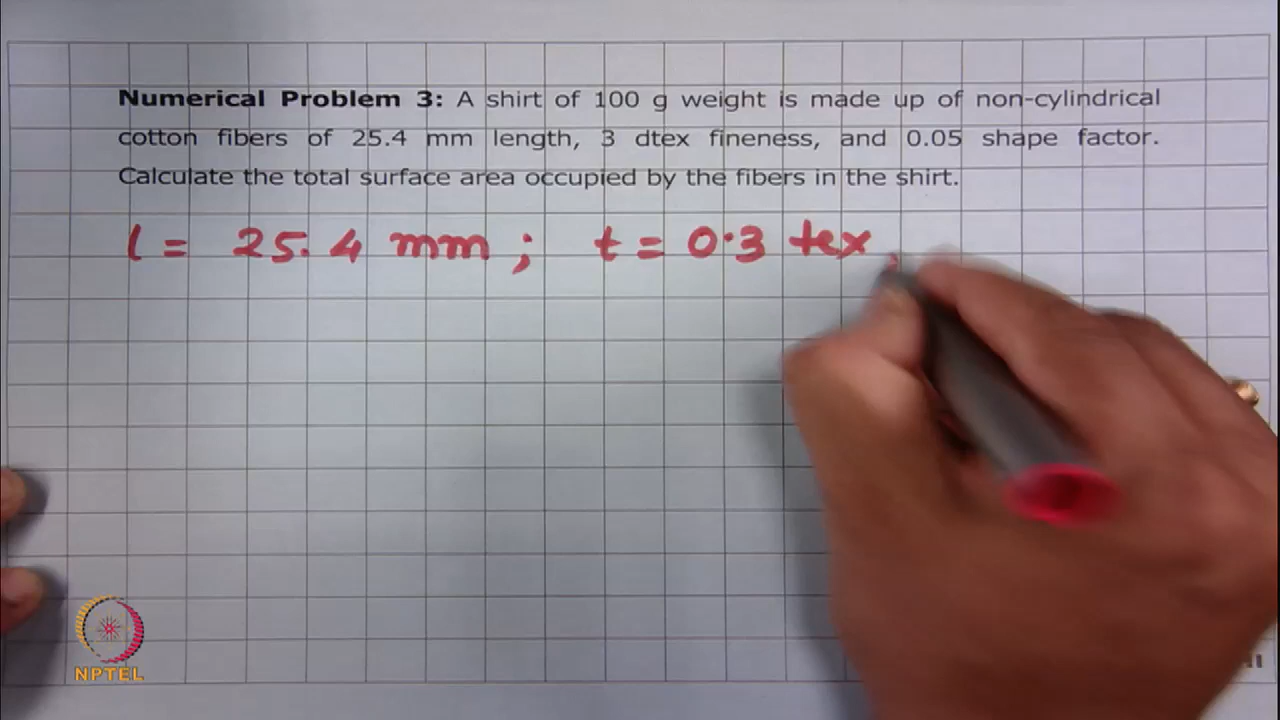 Numerical Problem 3: A shirt of 100 g weight is made up of non-cylindrical
cotton fibers of 25.4 mm length, 3 dtex fineness, and 0.05 shape factor.
Calculate the total surface area occupied by the fibers in the shirt.
l = 25.4 mm ; t = 0.3 tex
NPTEL